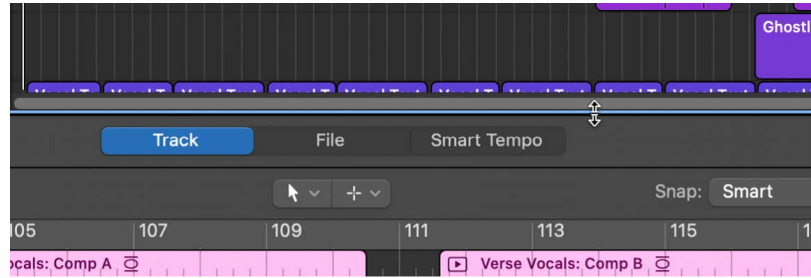 Ghostl
Track File Smart Tempo
Snap: Smart
105 107 109 111 113 115
ocals: Comp A Verse Vocals: Comp B